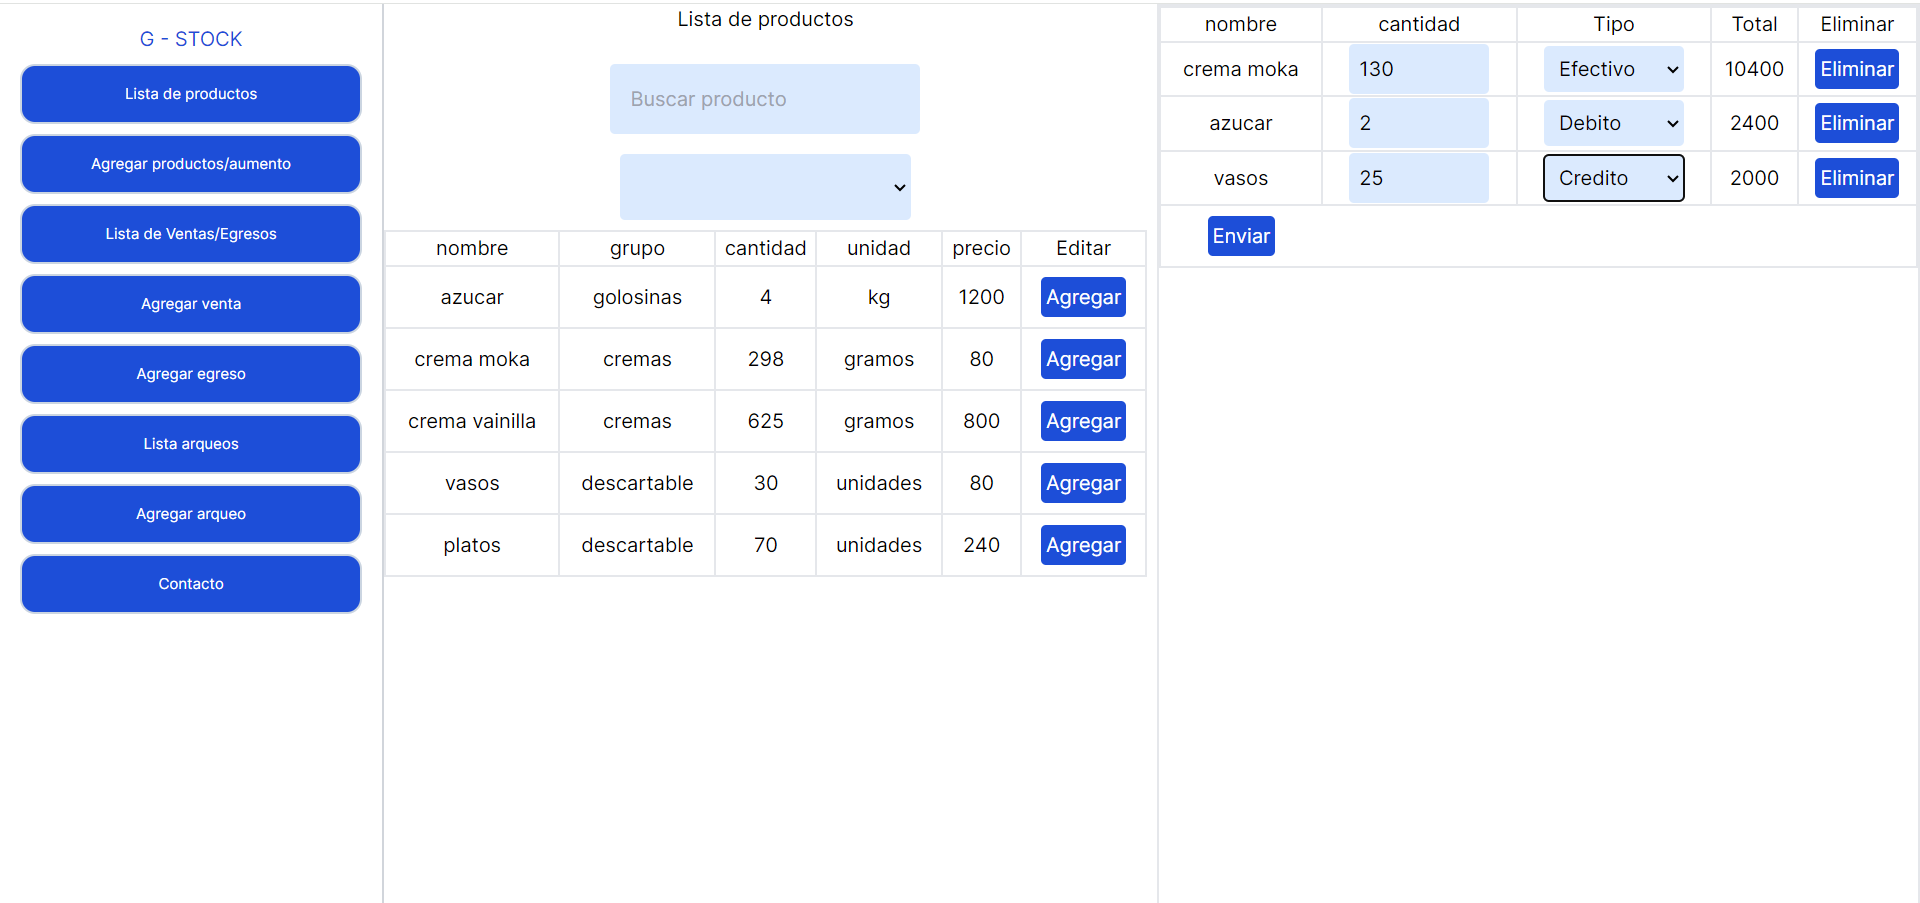 G - STOCK
Lista de productos
Agregar productos/aumento
Lista de Ventas/Egresos
Agregar venta
Agregar egreso
Lista arqueos
Agregar arqueo
Contacto
Lista de productos
Buscar producto
nombre grupo cantidad unidad precio Editar
azucar golosinas 4 kg 1200 Agregar
crema moka cremas 298 gramos 80 Agregar
crema vainilla cremas 625 gramos 800 Agregar
vasos descartable 30 unidades 80 Agregar
platos descartable 70 unidades 240 Agregar
nombre cantidad Tipo Total Eliminar
crema moka 130 Efectivo 10400 Eliminar
azucar 2 Debito 2400 Eliminar
vasos 25 Credito 2000 Eliminar
Enviar